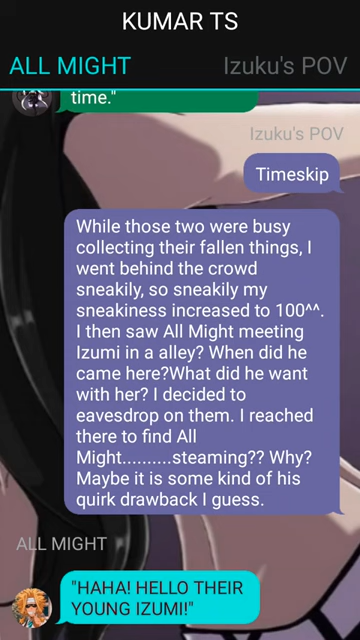 KUMAR TS
ALL MIGHT
Izuku's POV
time."
Izuku's POV
Timeskip
While those two were busy
collecting their fallen things, I
went behind the crowd
sneakily, so sneakily my
sneakiness increased to 100^^.
I then saw All Might meeting
Izumi in a alley? When did he
came here?What did he want
with her? I decided to
eavesdrop on them. I reached
there to find All
Might..........steaming?? Why?
Maybe it is some kind of his
quirk drawback I guess.
ALL MIGHT
"HAHA! HELLO THEIR
YOUNG IZUMI!"